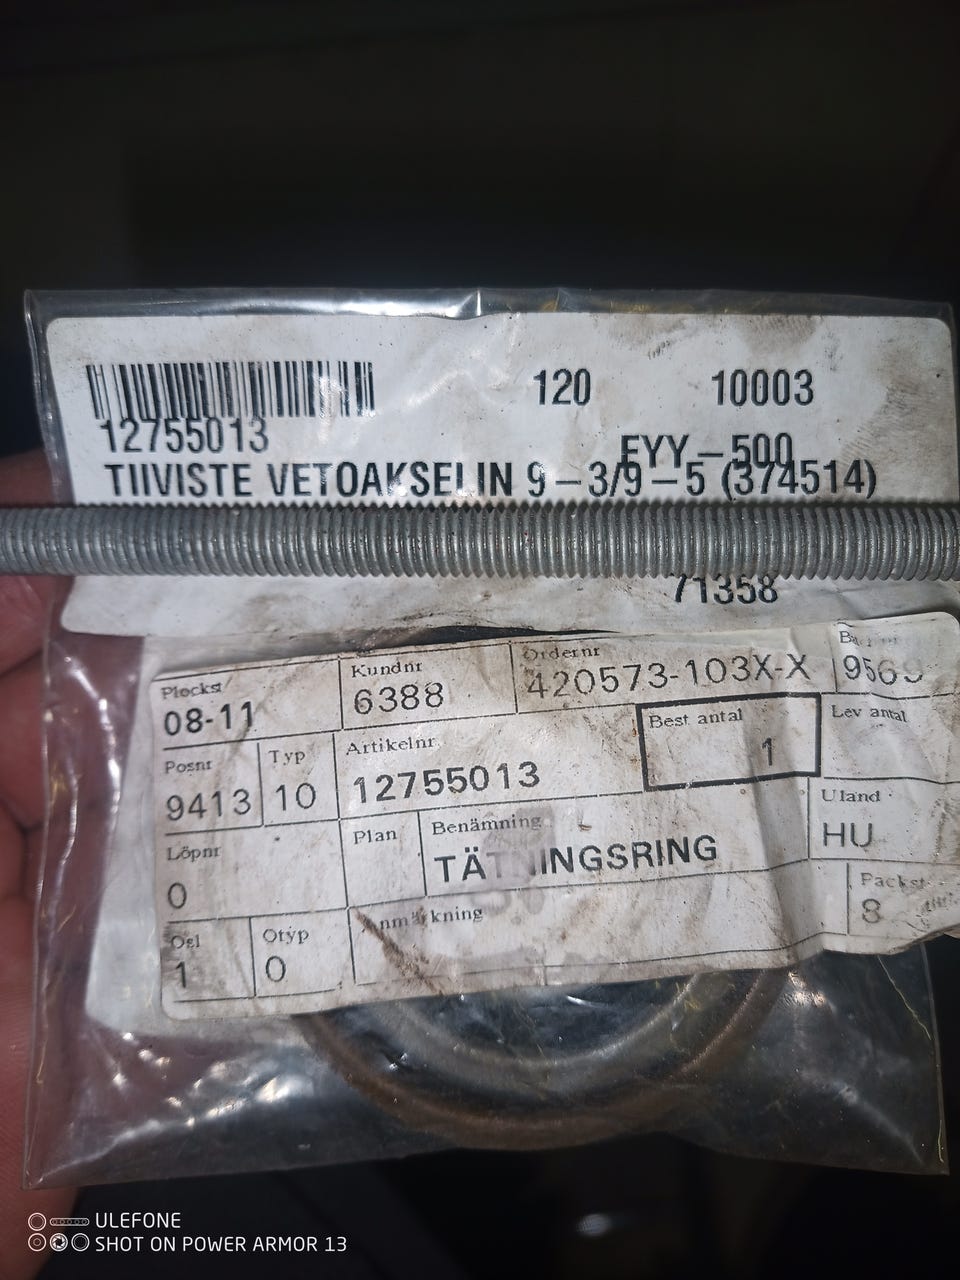 120 10003
12755013
EYY-500
TIIVISTE VETOAKSELIN 9-3/9-5 (374514)
71358
Plockst Kundnr Ordernr
08-11 6388 420573-103X-X
Posnr Typ Artikelnr Best antal Lev antal
9413 10 12755013 1
Löpnr Plan Benämning Uland
0 HU
Osl Otyp Packst
1 0 8
ULEFONE
SHOT ON POWER ARMOR 13